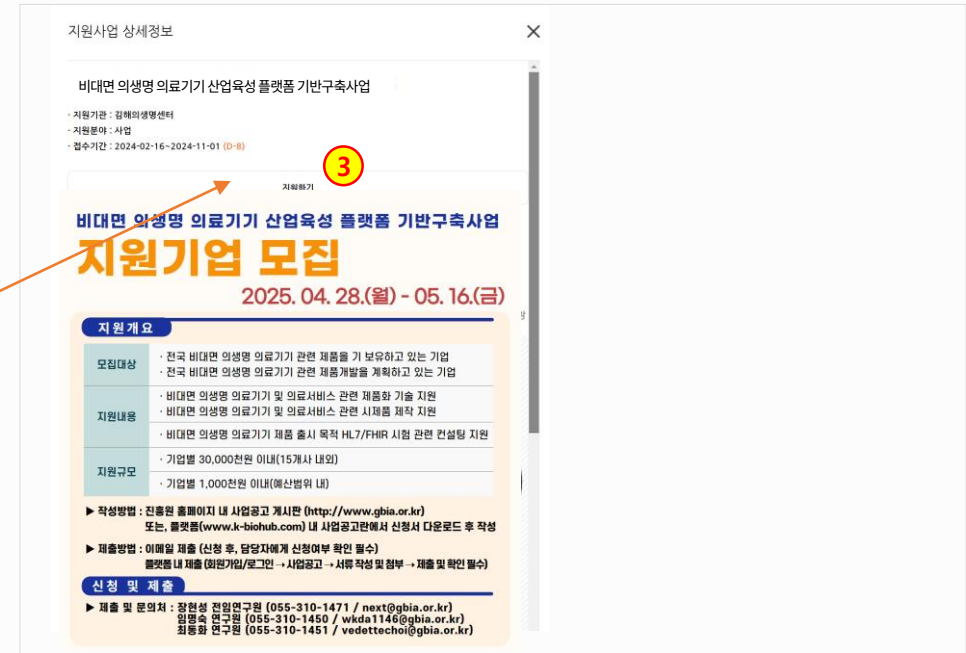 지원사업 상세정보
비대면 의생명 의료기기 산업육성 플랫폼 기반구축사업
· 지원기관 : 김해의생명센터
· 지원분야 : 사업
· 접수기간 : 2024-02-16~2024-11-01 (D-8)
3
지원하기
비대면 의생명 의료기기 산업육성 플랫폼 기반구축사업
지원기업 모집
2025. 04. 28.(월) - 05. 16.(금)
지원개요
모집대상
· 전국 비대면 의생명 의료기기 관련 제품을 기 보유하고 있는 기업
· 전국 비대면 의생명 의료기기 관련 제품개발을 계획하고 있는 기업
지원내용
· 비대면 의생명 의료기기 및 의료서비스 관련 제품화 기술 지원
· 비대면 의생명 의료기기 및 의료서비스 관련 시제품 제작 지원
· 비대면 의생명 의료기기 제품 출시 목적 HL7/FHIR 시험 관련 컨설팅 지원
지원규모
· 기업별 30,000천원 이내(15개사 내외)
· 기업별 1,000천원 이내(예산범위 내)
▶ 작성방법 : 진흥원 홈페이지 내 사업공고 게시판 (http://www.gbia.or.kr)
또는, 플랫폼(www.k-biohub.com) 내 사업공고란에서 신청서 다운로드 후 작성
▶ 제출방법 : 이메일 제출 (신청 후, 담당자에게 신청여부 확인 필수)
플랫폼 내 제출 (회원가입/로그인 → 사업공고 → 서류 작성 및 첨부 → 제출 및 확인 필수)
신청 및 제출
▶ 제출 및 문의처 : 장현성 전임연구원 (055-310-1471 / next@gbia.or.kr)
임명숙 연구원 (055-310-1450 / wkda1146@gbia.or.kr)
최동화 연구원 (055-310-1451 / vedettechoi@gbia.or.kr)